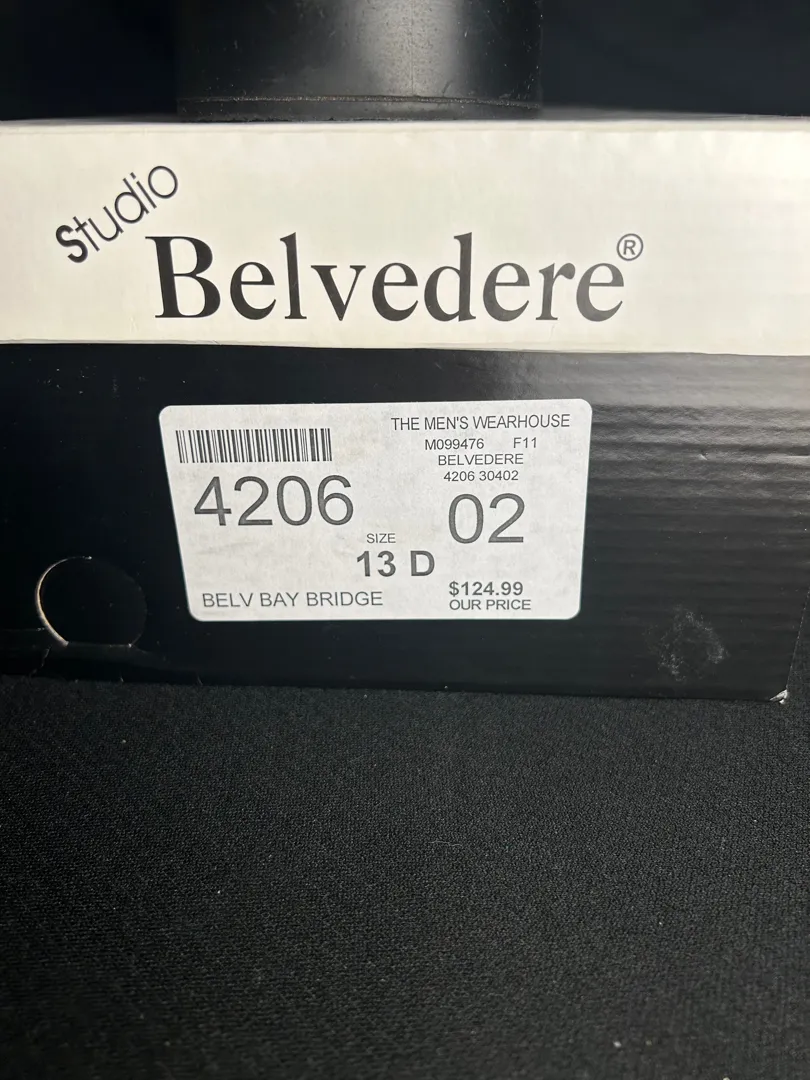 Studio
Belvedere®
THE MEN'S WEARHOUSE
M099476 F11
BELVEDERE
4206 30402
4206
02
SIZE
13 D
BELV BAY BRIDGE
$124.99
OUR PRICE